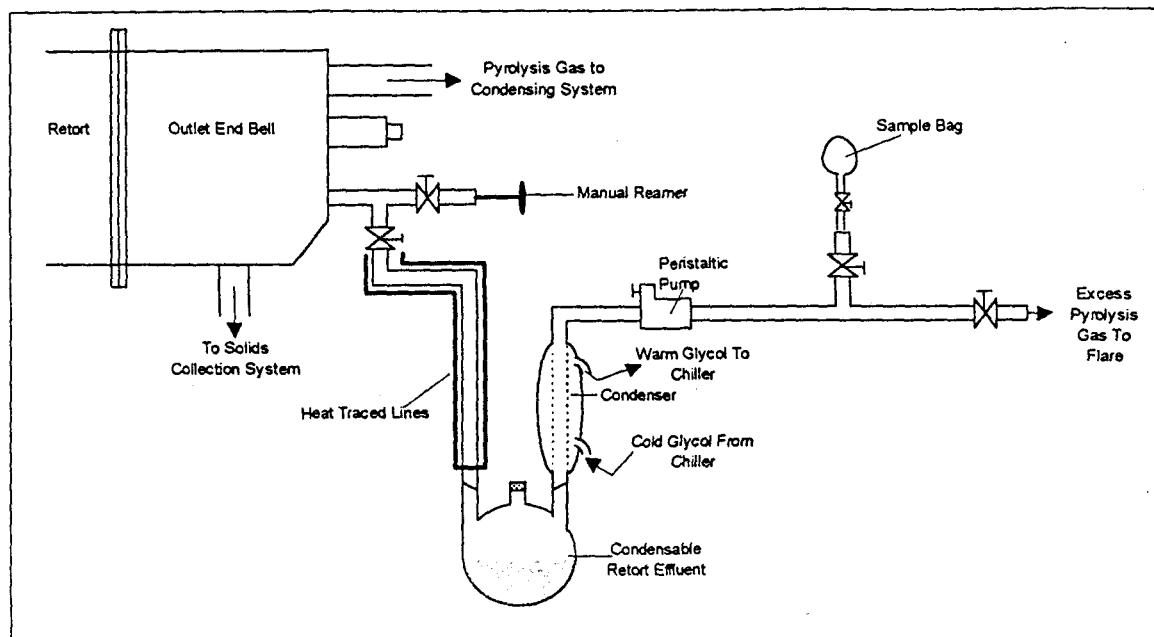 Pyrolysis Gas to
Condensing System
Retort
Outlet End Bell
Sample Bag
Manual Reamer
Peristaltic
Pump
Excess
Pyrolysis
Gas To
Flare
To Solids
Collection System
Warm Glycol To
Chiller
Condenser
Heat Traced Lines
Cold Glycol From
Chiller
Condensable
Retort Effluent